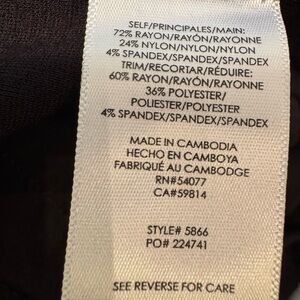 SELF/PRINCIPALES/MAIN:
72% RAYON/RAYÓN/RAYONNE
24% NYLON/NYLON/NYLON
4% SPANDEX/SPANDEX/SPANDEX
TRIM/RECORTAR/RÉDUIRE:
60% RAYON/RAYÓN/RAYONNE
36% POLYESTER/
POLIESTER/POLYESTER
4% SPANDEX/SPANDEX/SPANDEX
MADE IN CAMBODIA
HECHO EN CAMBOYA
FABRIQUÉ AU CAMBODGE
RN#54077
CA#59814
STYLE# 5866
PO# 224741
SEE REVERSE FOR CARE